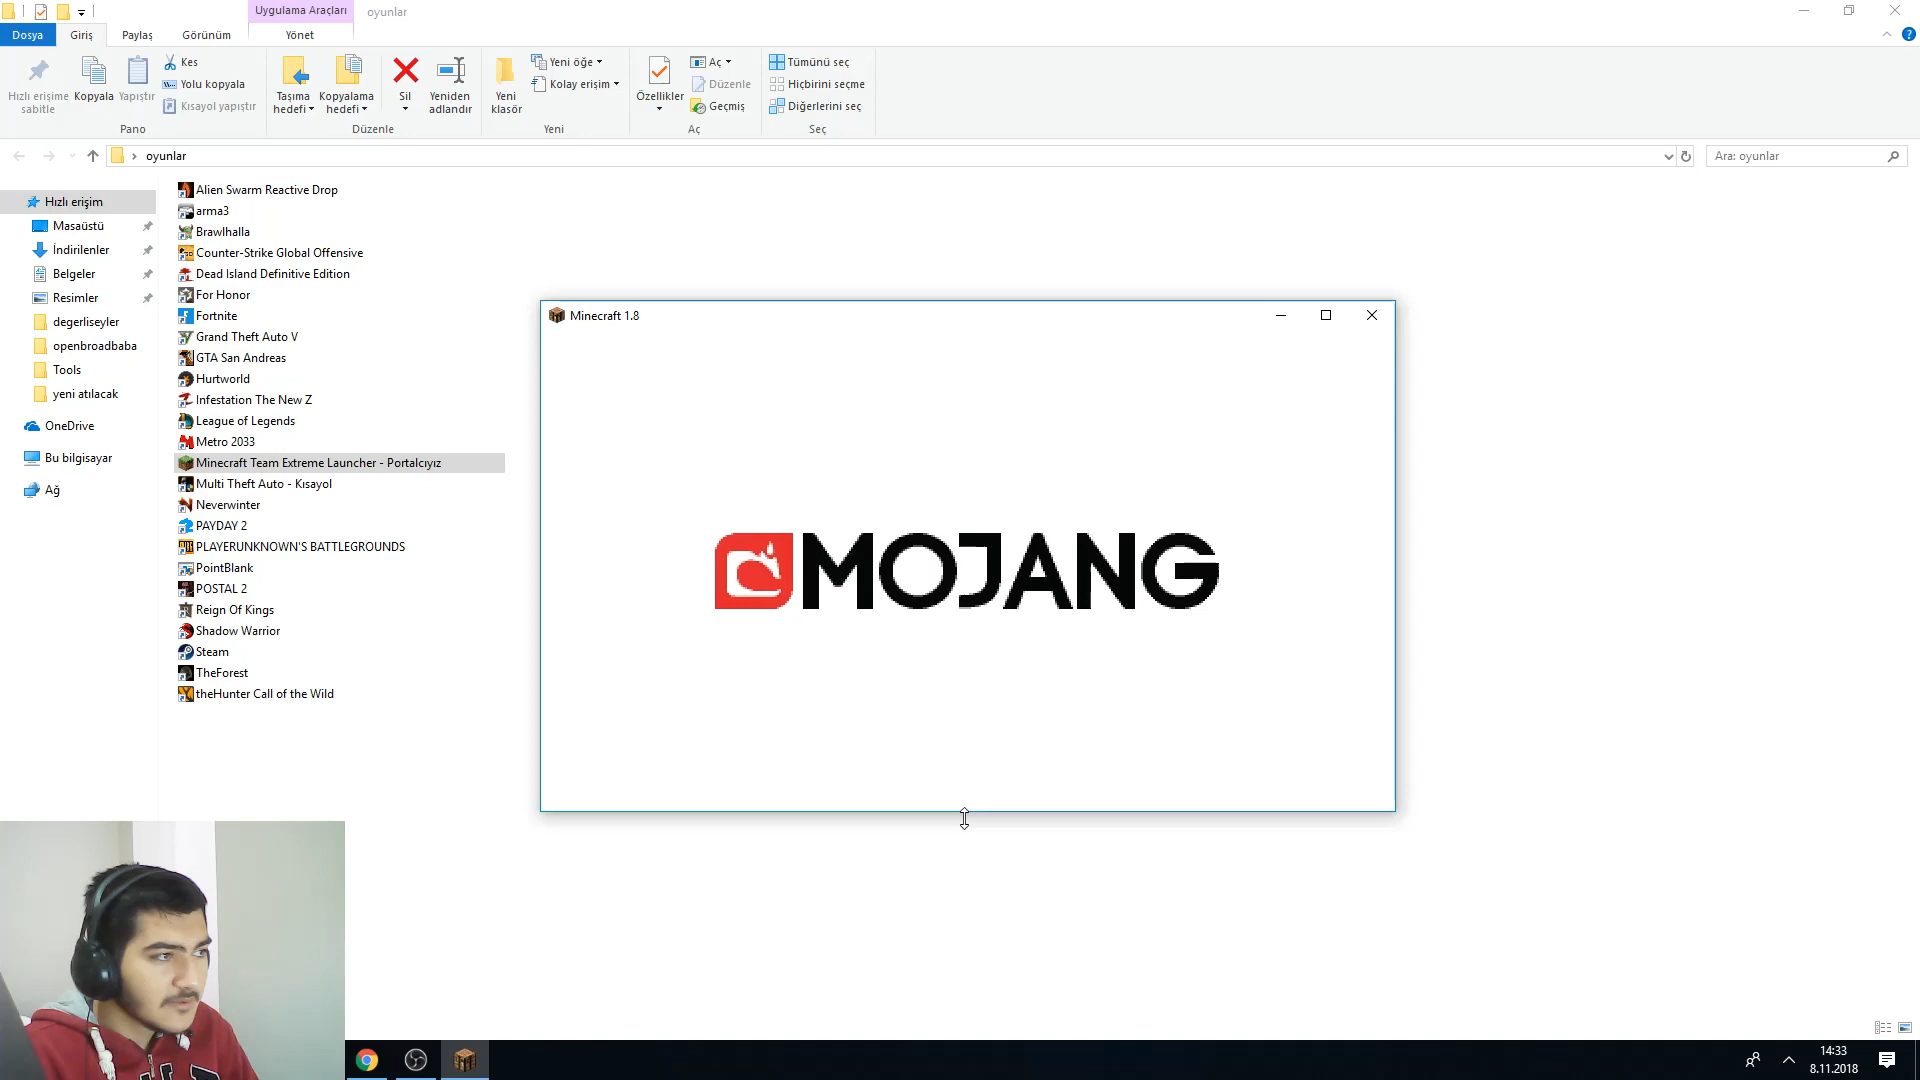 Uygulama Araçları
oyunlar
Dosya
Giriş
Paylaş
Görünüm
Yönet
Hızlı erişime sabitle
Kopyala
Yapıştır
Kes
Yolu kopyala
Kısayol yapıştır
Pano
Taşıma hedefi
Kopyalama hedefi
Sil
Yeniden adlandır
Düzenle
Yeni klasör
Yeni öğe
Kolay erişim
Yeni
Özellikler
Aç
Düzenle
Geçmiş
Aç
Tümünü seç
Hiçbirini seçme
Diğerlerini seç
Seç
oyunlar
Ara: oyunlar
Hızlı erişim
Masaüstü
İndirilenler
Belgeler
Resimler
degerliseyler
openbroadbaba
Tools
yeni atılacak
OneDrive
Bu bilgisayar
Ağ
Alien Swarm Reactive Drop
arma3
Brawlhalla
Counter-Strike Global Offensive
Dead Island Definitive Edition
For Honor
Fortnite
Grand Theft Auto V
GTA San Andreas
Hurtworld
Infestation The New Z
League of Legends
Metro 2033
Minecraft Team Extreme Launcher - Portalcıyız
Multi Theft Auto - Kısayol
Neverwinter
PAYDAY 2
PLAYERUNKNOWN'S BATTLEGROUNDS
PointBlank
POSTAL 2
Reign Of Kings
Shadow Warrior
Steam
TheForest
theHunter Call of the Wild
Minecraft 1.8
MOJANG
14:33
8.11.2018